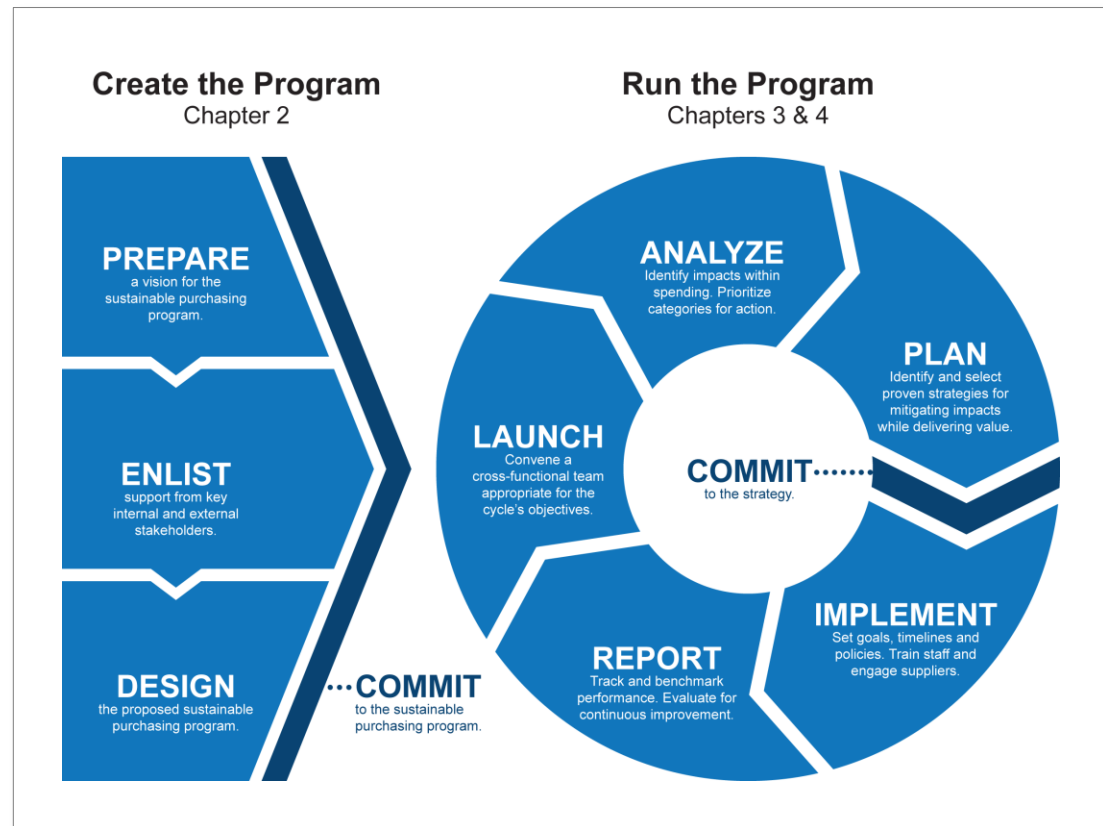 Create the Program
Chapter 2
PREPARE
a vision for the
sustainable purchasing
program.
ENLIST
support from key
internal and external
stakeholders.
DESIGN
the proposed sustainable
purchasing program.
COMMIT
to the sustainable
purchasing program.
Run the Program
Chapters 3 & 4
LAUNCH
Convene a
cross-functional team
appropriate for the
cycle's objectives.
ANALYZE
Identify impacts within
spending. Prioritize
categories for action.
PLAN
Identify and select
proven strategies for
mitigating impacts
while delivering value.
COMMIT
to the strategy.
IMPLEMENT
Set goals, timelines and
policies. Train staff and
engage suppliers.
REPORT
Track and benchmark
performance. Evaluate for
continuous improvement.